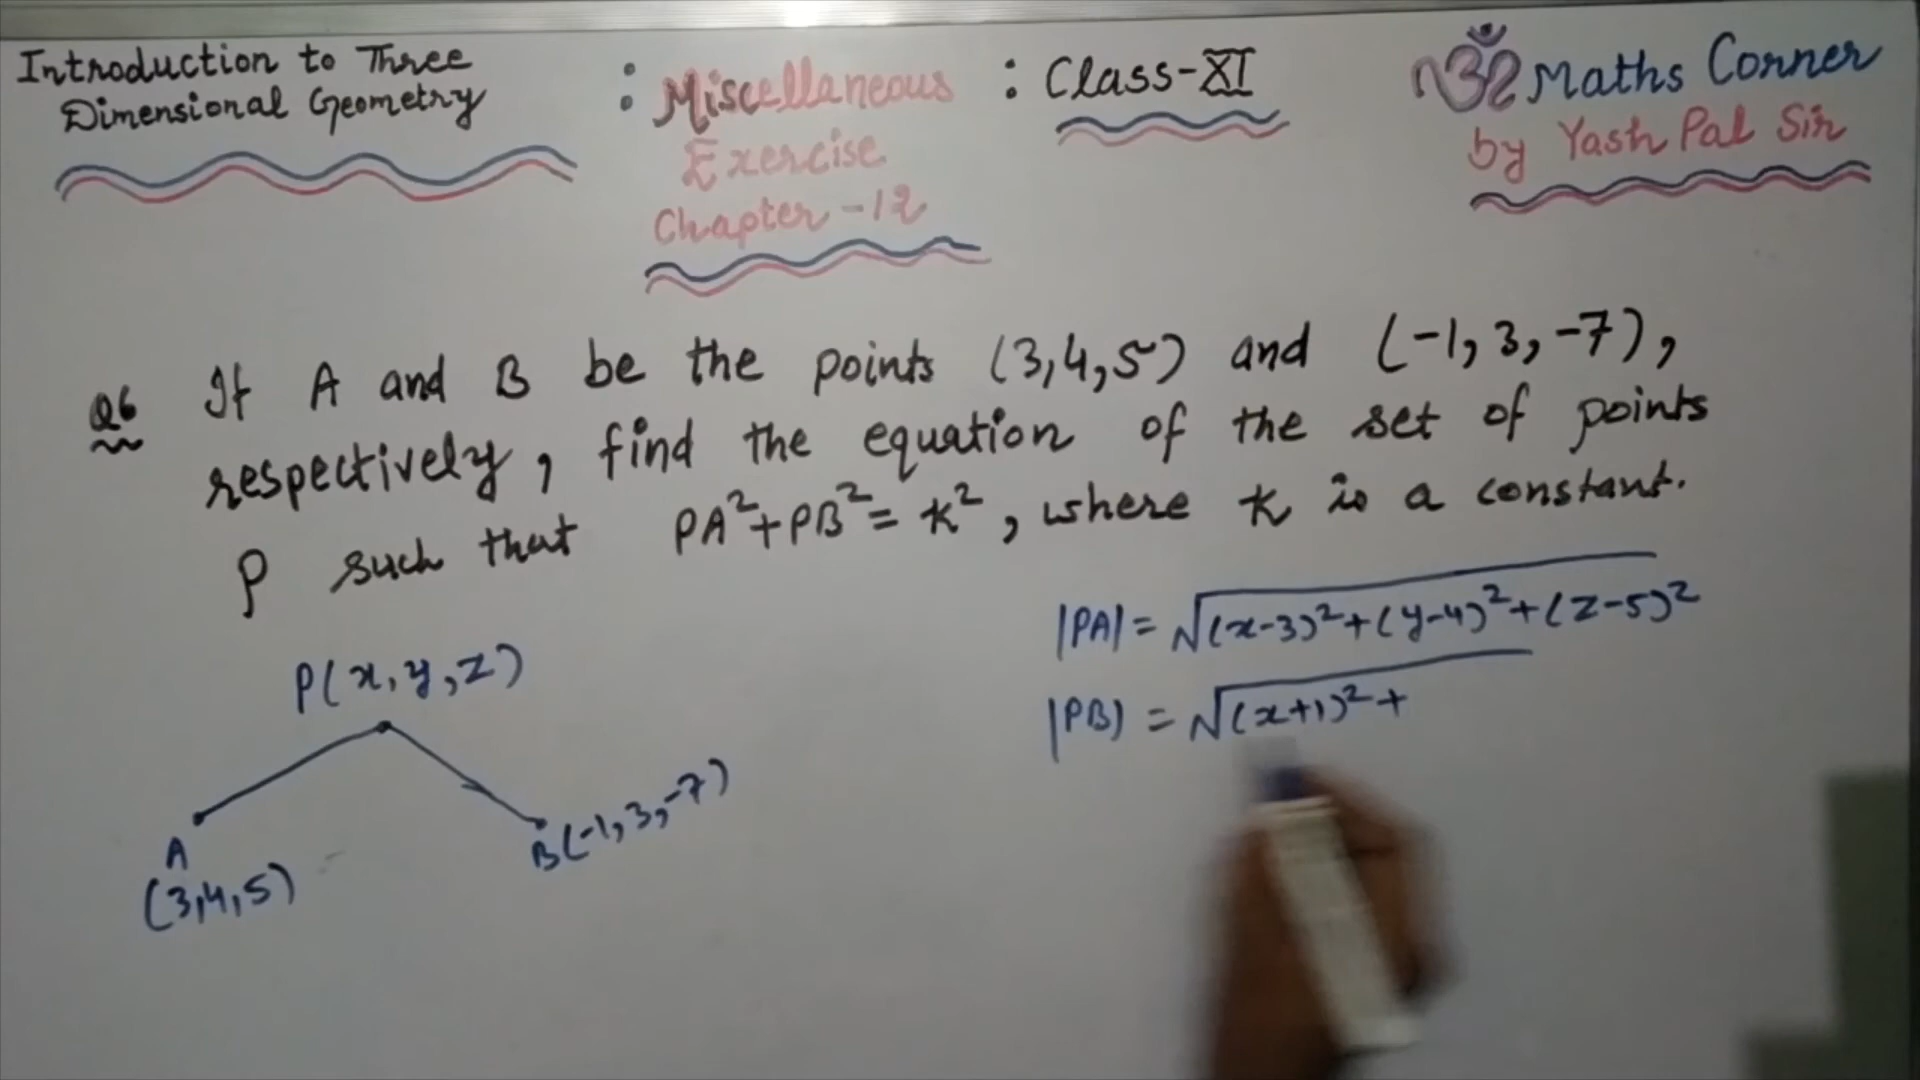 Introduction to Three
Dimensional Geometry
: Miscellaneous
Exercise
Chapter-12
: Class-XI
ॐ Maths Corner
by Yash Pal Sir
Q6 If A and B be the points (3,4,5) and (-1,3,-7),
respectively, find the equation of the set of points
P such that PA²+PB²=k², where k is a constant.
P(x,y,z)
A
(3,4,5)
B(-1,3,-7)
|PA|=√(x-3)²+(y-4)²+(z-5)²
|PB)=√(x+1)²+